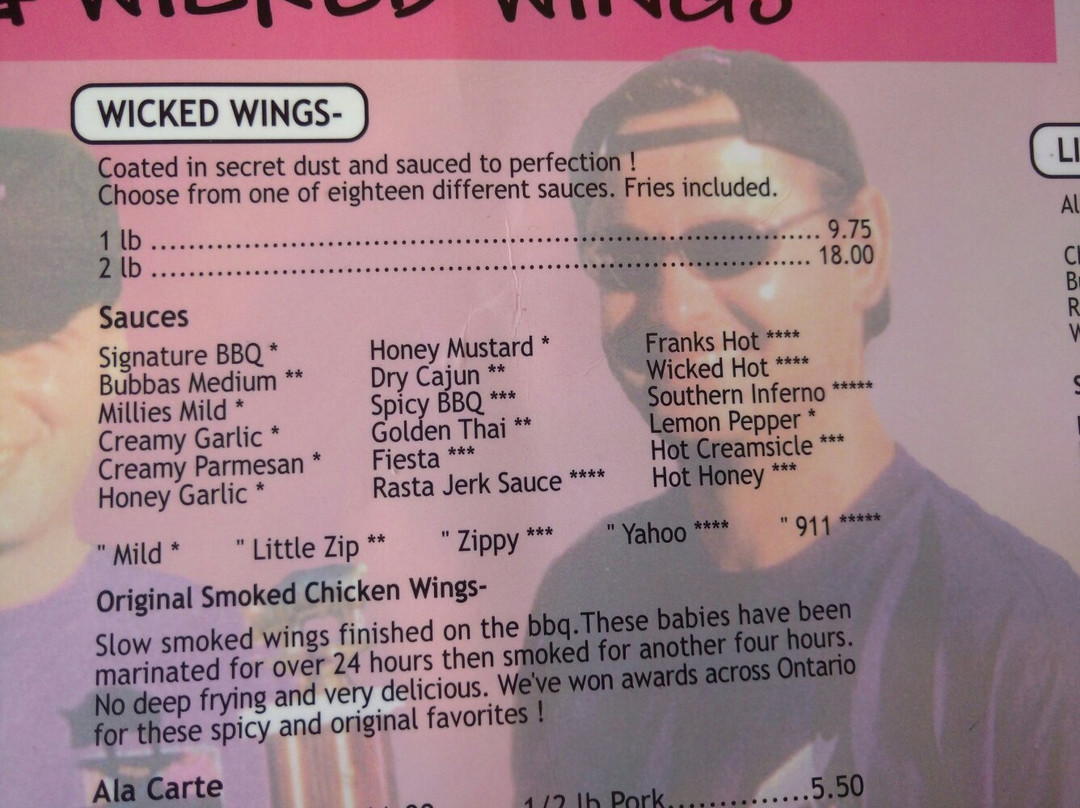 WICKED WINGS
WICKED WINGS-
Coated in secret dust and sauced to perfection !
Choose from one of eighteen different sauces. Fries included.
1 lb ........................................................................................ 9.75
2 lb ....................................................................................... 18.00
Sauces
Signature BBQ * Honey Mustard * Franks Hot ****
Bubbas Medium ** Dry Cajun ** Wicked Hot ****
Millies Mild * Spicy BBQ *** Southern Inferno *****
Creamy Garlic * Golden Thai ** Lemon Pepper *
Creamy Parmesan * Fiesta *** Hot Creamsicle ***
Honey Garlic * Rasta Jerk Sauce **** Hot Honey ***
" Mild * " Little Zip ** " Zippy *** " Yahoo **** " 911 *****
Original Smoked Chicken Wings-
Slow smoked wings finished on the bbq.These babies have been
marinated for over 24 hours then smoked for another four hours.
No deep frying and very delicious. We've won awards across Ontario
for these spicy and original favorites !
Ala Carte
1/2 lb Pork..............5.50